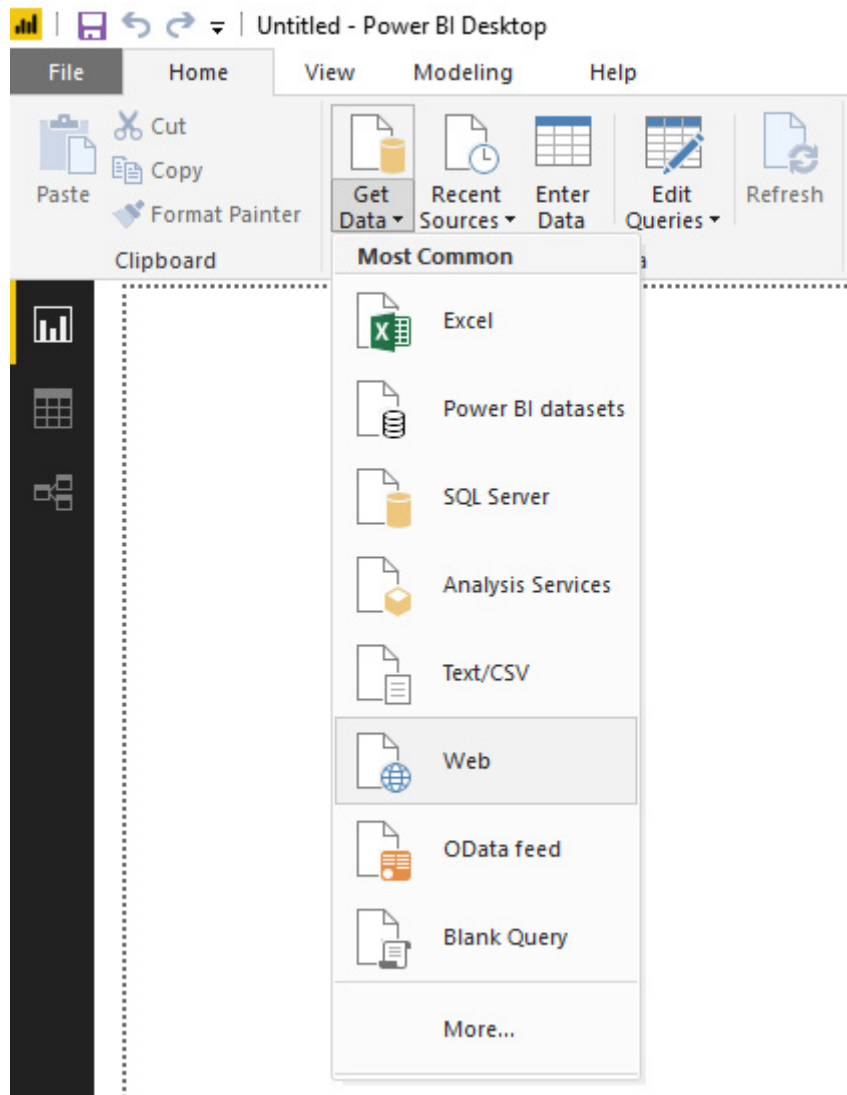 Untitled - Power BI Desktop
File Home View Modeling Help
Cut
Copy
Paste
Format Painter
Clipboard
Get Data
Recent Sources
Enter Data
Edit Queries
Refresh
Most Common
a
Excel
Power BI datasets
SQL Server
Analysis Services
Text/CSV
Web
OData feed
Blank Query
More...